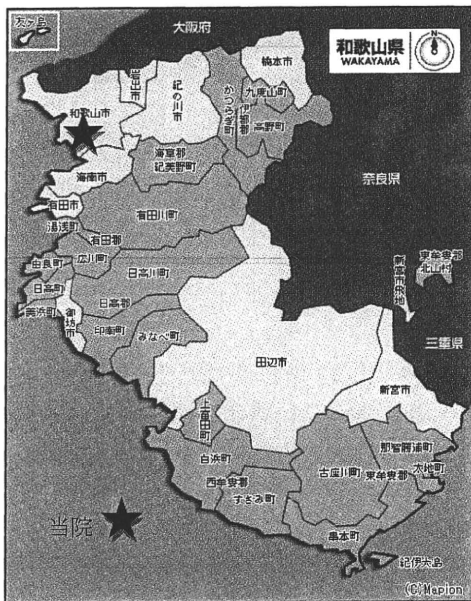 友ヶ島
大阪府
和歌山県
WAKAYAMA
N
橋本市
岩出市
紀の川市
かつらぎ町
九度山町
伊都郡
高野町
和歌山市
海草郡
紀美野町
海南市
奈良県
有田市
有田川町
湯浅町
有田郡
広川町
由良町
日高川町
新宮市飛地
東牟婁郡
北山村
日高町
日高郡
美浜町
御坊市
印南町
みなべ町
三重県
田辺市
新宮市
上富田町
那智勝浦町
白浜町
古座川町
太地町
西牟婁郡
東牟婁郡
すさみ町
当院
串本町
紀伊大島
(C)Mapion